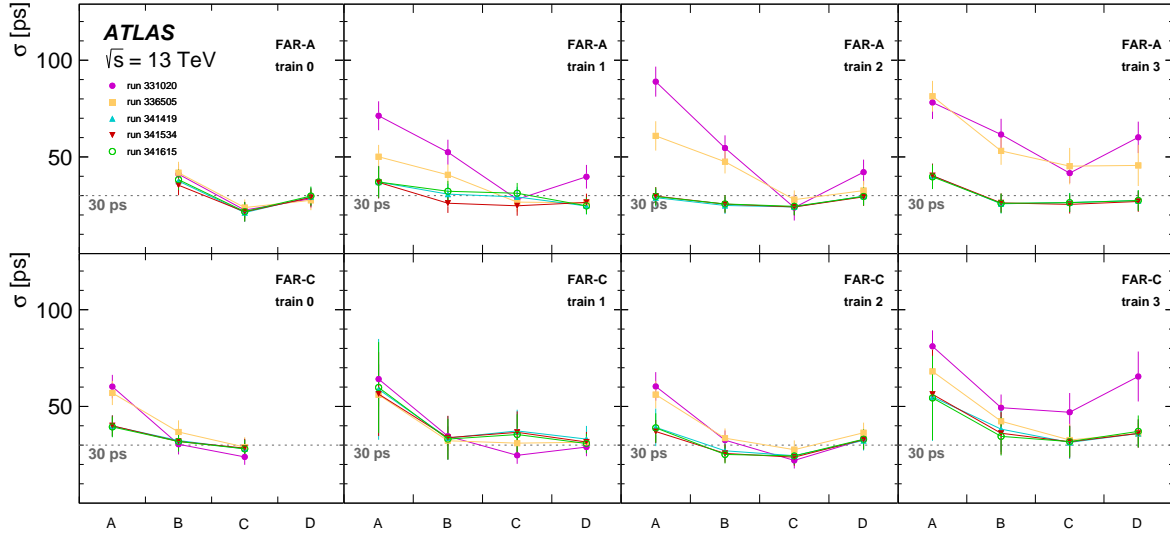 σ [ps]
100
50
ATLAS
√s = 13 TeV
run 331020
run 336505
run 341419
run 341534
run 341615
FAR-A
train 0
30 ps
FAR-A
train 1
30 ps
FAR-A
train 2
30 ps
FAR-A
train 3
30 ps
σ [ps]
100
50
FAR-C
train 0
30 ps
FAR-C
train 1
30 ps
FAR-C
train 2
30 ps
FAR-C
train 3
30 ps
A B C D A B C D A B C D A B C D